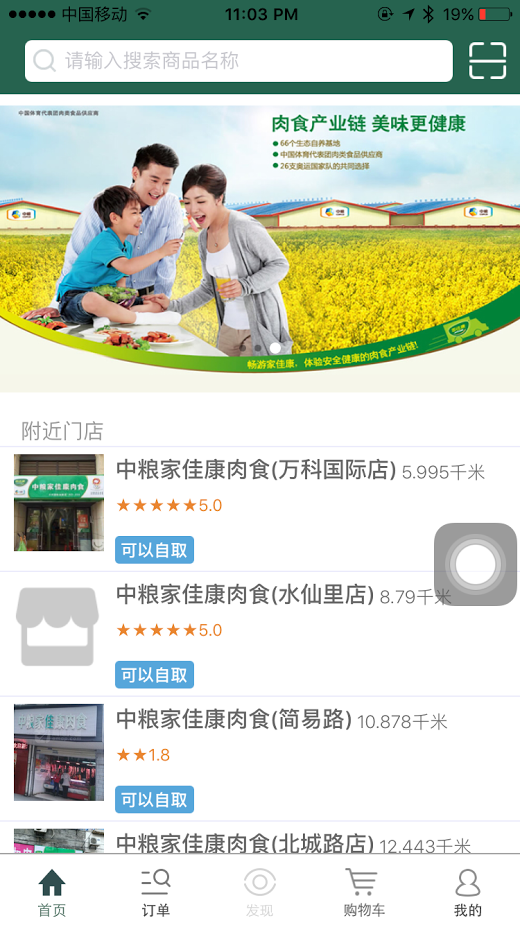 中国移动 11:03 PM 19%
请输入搜索商品名称
中国体育代表团肉类食品供应商
肉食产业链 美味更健康
66个生态自养基地
中国体育代表团肉类食品供应商
26支奥运国家队的共同选择
畅游家佳康，体验安全健康的肉食产业链!
附近门店
中粮家佳康肉食(万科国际店) 5.995千米
中粮家佳康肉食
★★★★★5.0
可以自取
中粮家佳康肉食(水仙里店) 8.79千米
★★★★★5.0
可以自取
中粮家佳康肉食(简易路) 10.878千米
★★1.8
可以自取
中粮家佳康肉食(北城路店) 12.443千米
首页 订单 发现 购物车 我的